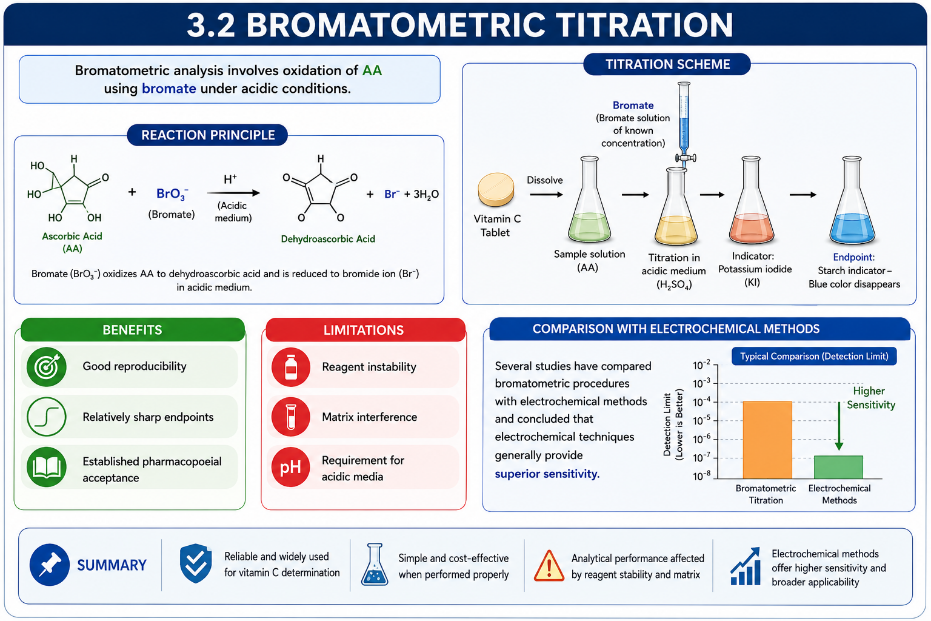 3.2 BROMATOMETRIC TITRATION
Bromatometric analysis involves oxidation of AA
using bromate under acidic conditions.
REACTION PRINCIPLE
HO
H
O
HO
OH
OH
Ascorbic Acid
(AA)
+
BrO₃⁻
(Bromate)
H⁺
(Acidic
medium)
H
O
O
O
Dehydroascorbic Acid
+ Br⁻ + 3H₂O
Bromate (BrO₃⁻) oxidizes AA to dehydroascorbic acid and is reduced to bromide ion (Br⁻)
in acidic medium.
TITRATION SCHEME
Bromate
(Bromate solution
of known
concentration)
Vitamin C
Tablet
Dissolve
Sample solution
(AA)
Titration in
acidic medium
(H₂SO₄)
Indicator:
Potassium iodide
(KI)
Endpoint:
Starch indicator–
Blue color disappears
BENEFITS
Good reproducibility
Relatively sharp endpoints
Established pharmacopoeial
acceptance
LIMITATIONS
Reagent instability
Matrix interference
pH
Requirement for
acidic media
COMPARISON WITH ELECTROCHEMICAL METHODS
Several studies have compared
bromatometric procedures
with electrochemical methods
and concluded that
electrochemical techniques
generally provide
superior sensitivity.
Typical Comparison (Detection Limit)
Detection Limit
(Lower is Better)
10⁻²
10⁻³
10⁻⁴
10⁻⁵
10⁻⁶
10⁻⁷
10⁻⁸
Higher
Sensitivity
Bromatometric
Titration
Electrochemical
Methods
SUMMARY
Reliable and widely used
for vitamin C determination
Simple and cost-effective
when performed properly
Analytical performance affected
by reagent stability and matrix
Electrochemical methods
offer higher sensitivity and
broader applicability